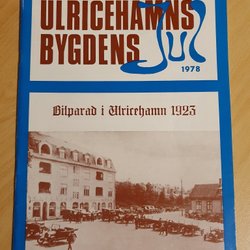 ULRICEHAMNS
BYGDENS Jul
1978
Bilparad i Ulricehamn 1923